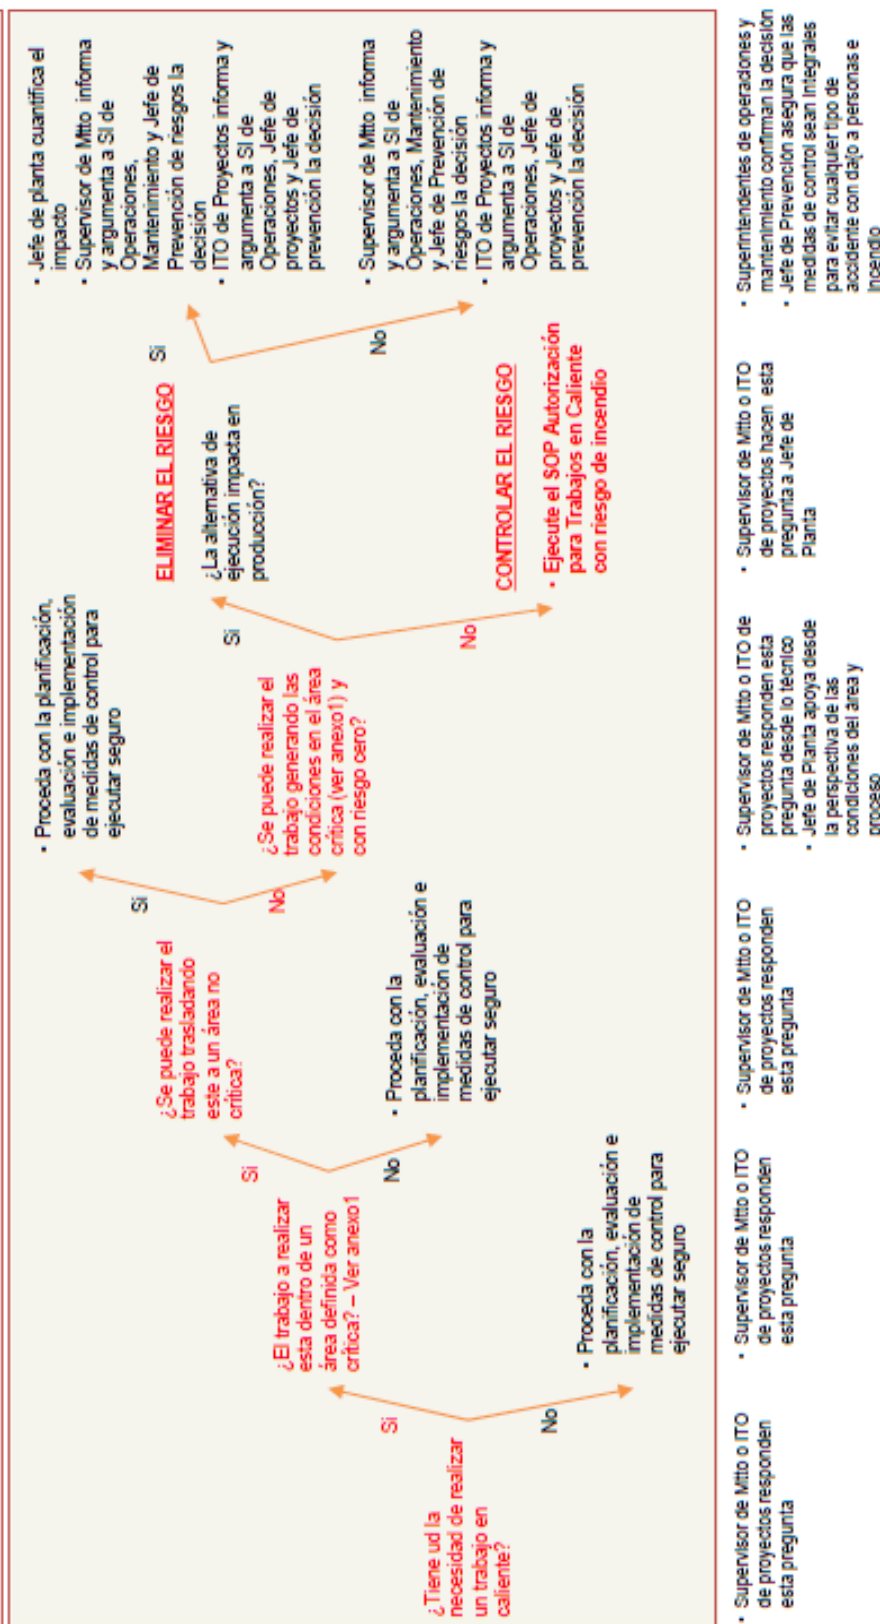 ¿Tiene ud la
necesidad de realizar
un trabajo en
caliente?
Si
No
¿El trabajo a realizar
esta dentro de un
área definida como
crítica? – Ver anexo1
• Proceda con la
planificación, evaluación e
implementación de
medidas de control para
ejecutar seguro
Si
No
¿Se puede realizar el
trabajo trasladando
este a un área no
crítica?
• Proceda con la
planificación, evaluación e
implementación de
medidas de control para
ejecutar seguro
Si
No
• Proceda con la planificación,
evaluación e implementación
de medidas de control para
ejecutar seguro
¿Se puede realizar el
trabajo generando las
condiciones en el área
crítica (ver anexo1) y
con riesgo cero?
Si
No
ELIMINAR EL RIESGO
¿La alternativa de
ejecución impacta en
producción?
CONTROLAR EL RIESGO
• Ejecute el SOP Autorización
para Trabajos en Caliente
con riesgo de incendio
Si
No
• Jefe de planta cuantifica el
impacto
• Supervisor de Mtto informa
y argumenta a SI de
Operaciones,
Mantenimiento y Jefe de
Prevención de riesgos la
decisión
• ITO de Proyectos informa y
argumenta a SI de
Operaciones, Jefe de
proyectos y Jefe de
prevención la decisión
• Supervisor de Mtto informa
y argumenta a SI de
Operaciones, Mantenimiento
y Jefe de Prevención de
riesgos la decisión
• ITO de Proyectos informa y
argumenta a SI de
Operaciones, Jefe de
proyectos y Jefe de
prevención la decisión
• Supervisor de Mtto o ITO
de proyectos responden
esta pregunta
• Supervisor de Mtto o ITO
de proyectos responden
esta pregunta
• Supervisor de Mtto o ITO
de proyectos responden
esta pregunta
• Supervisor de Mtto o ITO de
proyectos responden esta
pregunta desde lo técnico
• Jefe de Planta apoya desde
la perspectiva de las
condiciones del área y
proceso
• Supervisor de Mtto o ITO
de proyectos hacen esta
pregunta a Jefe de
Planta
• Superintendentes de operaciones y
mantenimiento confirman la decisión
• Jefe de Prevención asegura que las
medidas de control sean integrales
para evitar cualquier tipo de
accidente con dajo a personas e
Incendio